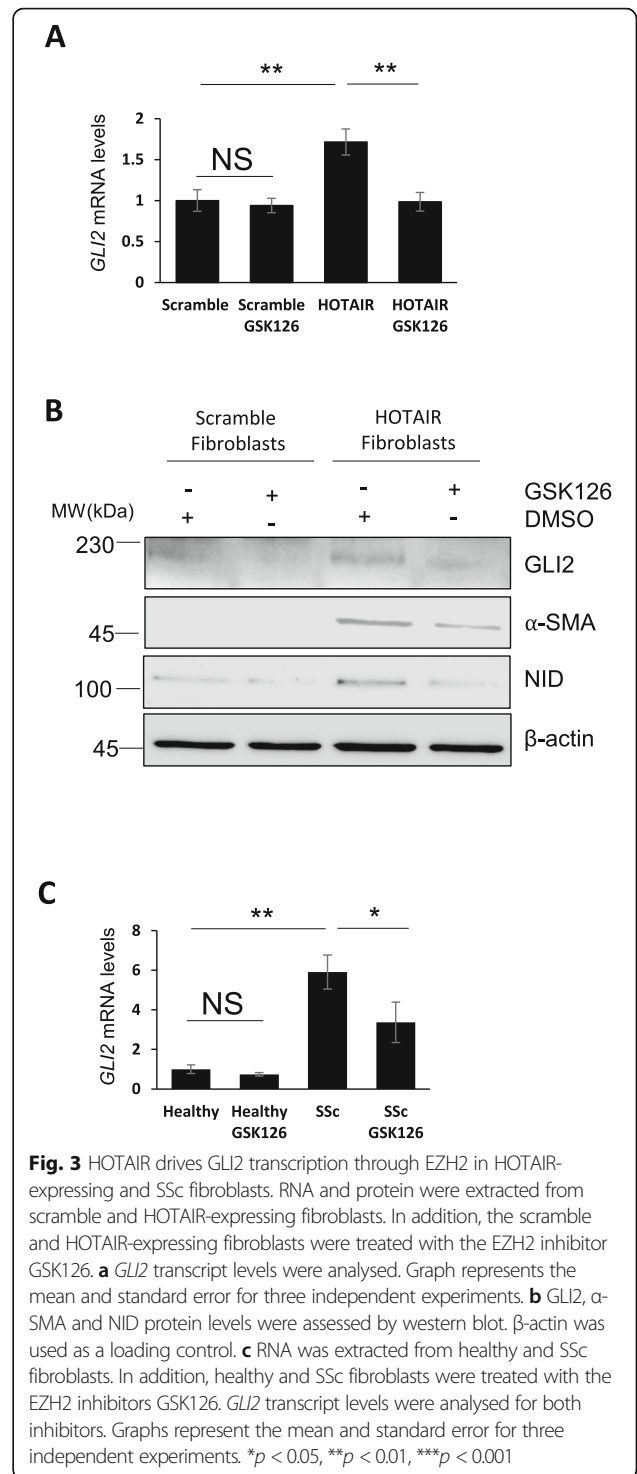 A
** **
2
1.5
1
0.5
0
GLI2 mRNA levels
NS
Scramble Scramble GSK126 HOTAIR HOTAIR GSK126
B
Scramble Fibroblasts HOTAIR Fibroblasts
- + - + GSK126
MW(kDa) + - + - DMSO
230 GLI2
45 α-SMA
100 NID
45 β-actin
C
** *
8
6
4
2
0
GLI2 mRNA levels
NS
Healthy Healthy GSK126 SSc SSc GSK126
Fig. 3 HOTAIR drives GLI2 transcription through EZH2 in HOTAIR-
expressing and SSc fibroblasts. RNA and protein were extracted from
scramble and HOTAIR-expressing fibroblasts. In addition, the scramble
and HOTAIR-expressing fibroblasts were treated with the EZH2 inhibitor
GSK126. a GLI2 transcript levels were analysed. Graph represents the
mean and standard error for three independent experiments. b GLI2, α-
SMA and NID protein levels were assessed by western blot. β-actin was
used as a loading control. c RNA was extracted from healthy and SSc
fibroblasts. In addition, healthy and SSc fibroblasts were treated with the
EZH2 inhibitors GSK126. GLI2 transcript levels were analysed for both
inhibitors. Graphs represent the mean and standard error for three
independent experiments. *p < 0.05, **p < 0.01, ***p < 0.001